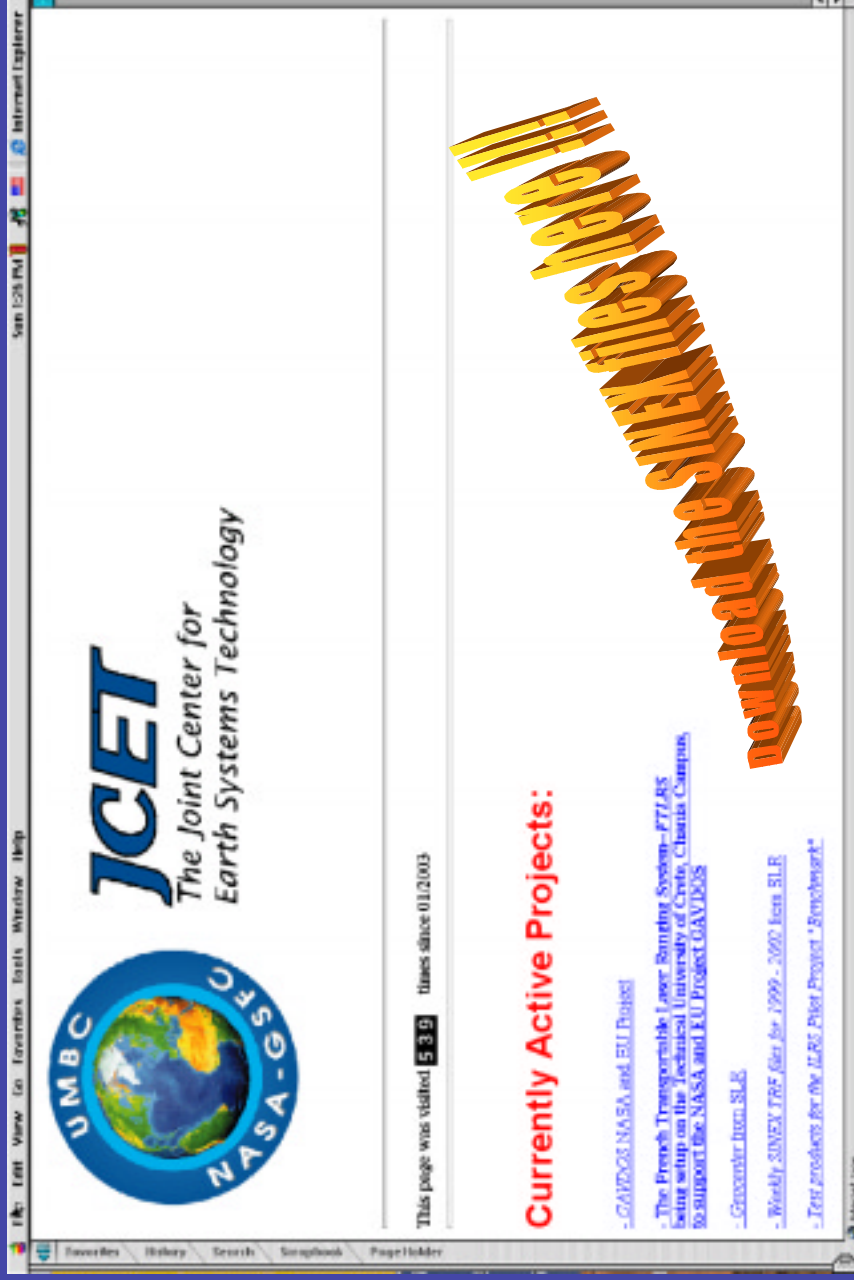 File Edit View Go Favorites Tools Window Help
Sun 1:25 PM Internet Explorer
Favorites History Search Scrapbook Page Holder
UMBC
NASA-GSFC
JCET
The Joint Center for
Earth Systems Technology
This page was visited 539 times since 01/2003
Currently Active Projects:
- GAVDOS NASA and EU Project
- The French Transportable Laser Ranging System--FTLRS
being setup on the Technical University of Crete, Chania Campus,
to support the NASA and EU Project GAVDOS
- Geocenter from SLR
- Weekly SINEX TRF files for 1999 - 2002 from SLR
- Test products for the ILRS Pilot Project "Benchmark"
Download the SINEX files here !!!